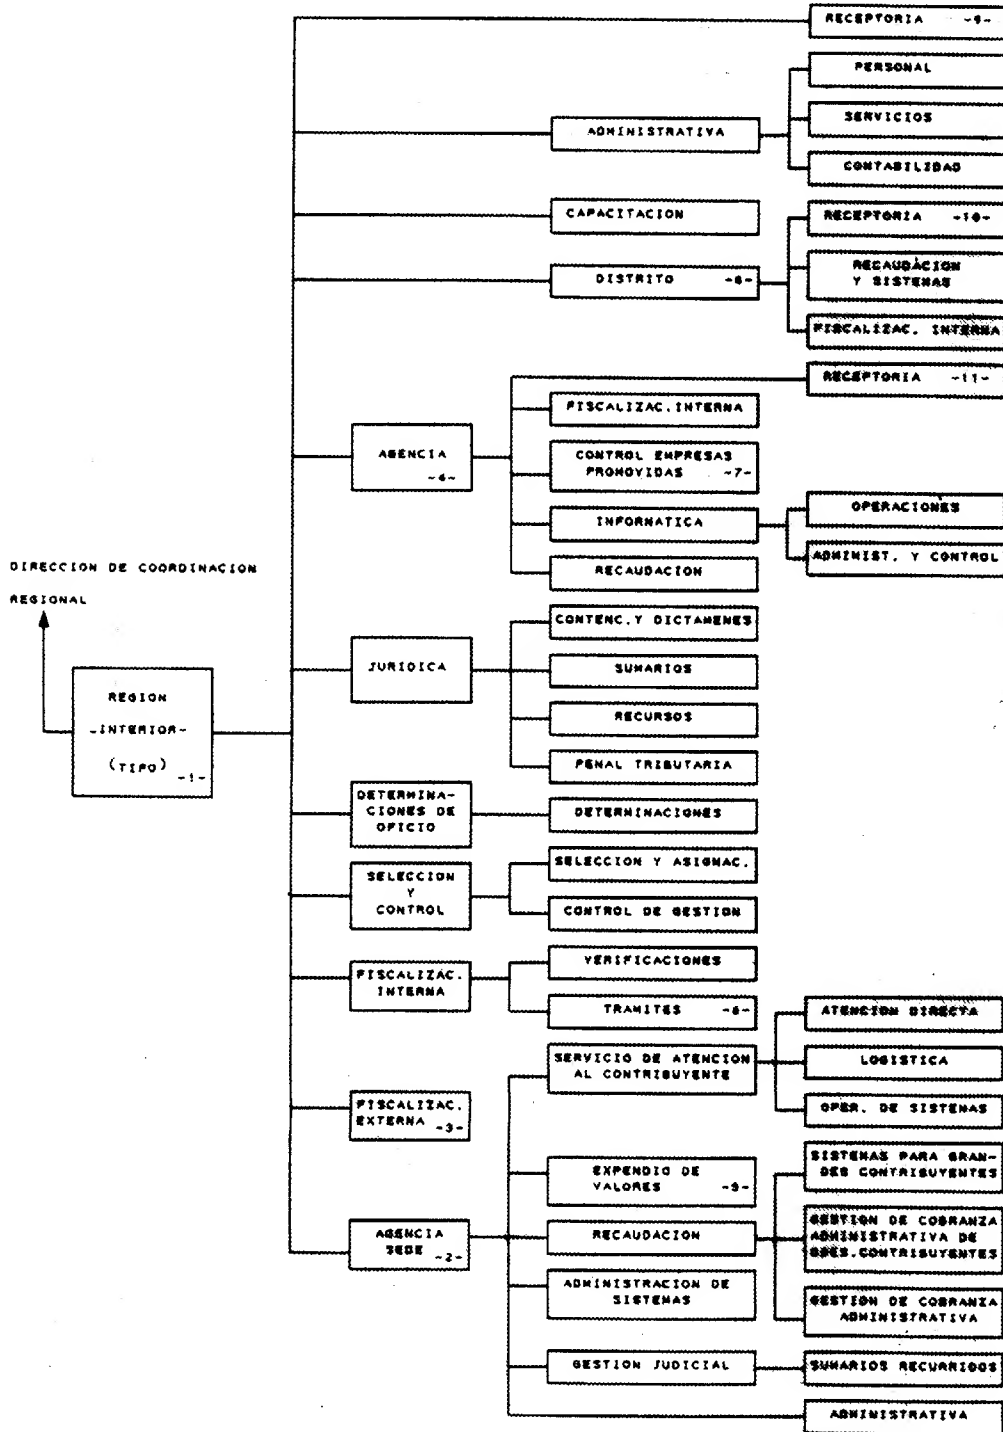 RECEPTORIA -9-
PERSONAL
SERVICIOS
ADMINISTRATIVA
CONTABILIDAD
CAPACITACION
RECEPTORIA -10-
RECAUDACION
Y SISTEMAS
DISTRITO -8-
FISCALIZAC. INTERNA
RECEPTORIA -11-
FISCALIZAC.INTERNA
AGENCIA
-4-
CONTROL EMPRESAS
PROMOVIDAS -7-
OPERACIONES
INFORMATICA
ADMINIST. Y CONTROL
RECAUDACION
DIRECCION DE COORDINACION
REGIONAL
CONTENC.Y DICTAMENES
JURIDICA
SUMARIOS
RECURSOS
PENAL TRIBUTARIA
REGION
-INTERIOR-
(TIPO) -1-
DETERMINA-
CIONES DE
OFICIO
DETERMINACIONES
SELECCION
Y
CONTROL
SELECCION Y ASIGNAC.
CONTROL DE GESTION
FISCALIZAC.
INTERNA
VERIFICACIONES
TRAMITES -6-
ATENCION DIRECTA
SERVICIO DE ATENCION
AL CONTRIBUYENTE
LOGISTICA
OPER. DE SISTEMAS
FISCALIZAC.
EXTERNA -3-
SISTEMAS PARA GRAN-
DES CONTRIBUYENTES
EXPENDIO DE
VALORES -5-
AGENCIA
SEDE
-2-
RECAUDACION
GESTION DE COBRANZA
ADMINISTRATIVA DE
GDES.CONTRIBUYENTES
ADMINISTRACION DE
SISTEMAS
GESTION DE COBRANZA
ADMINISTRATIVA
GESTION JUDICIAL
SUMARIOS RECURRIDOS
ADMINISTRATIVA